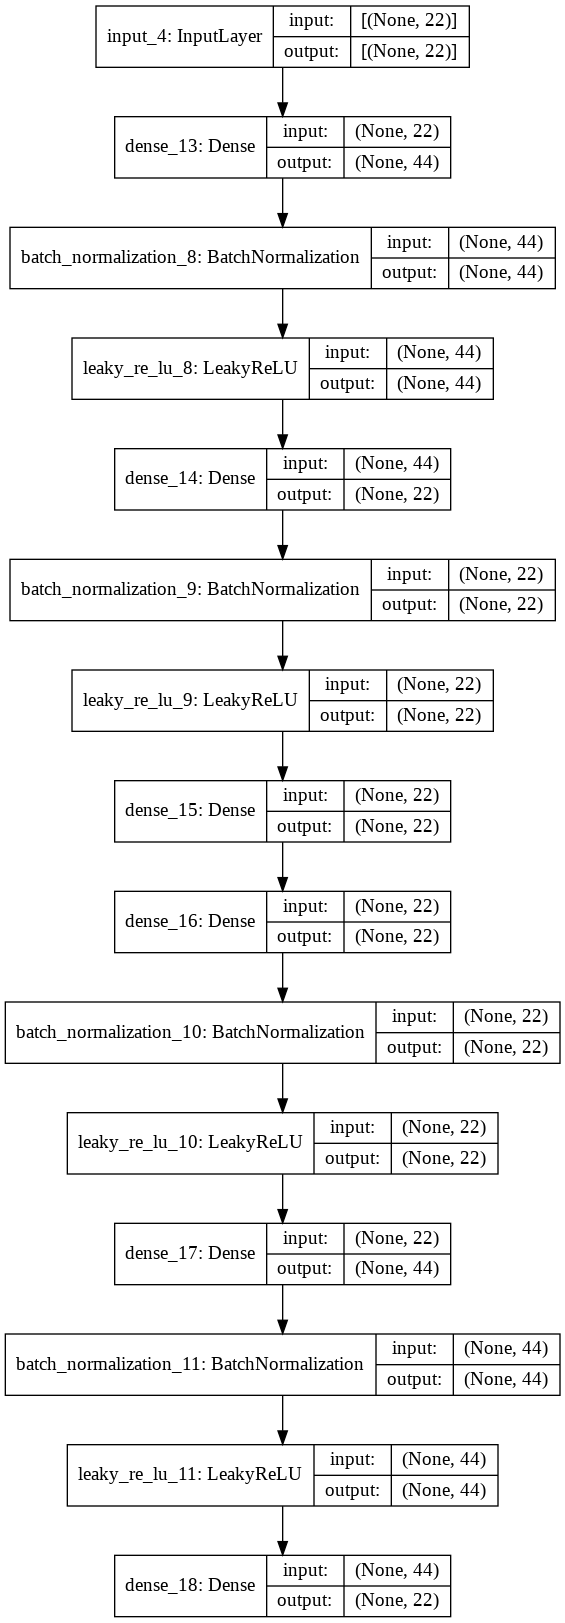 input_4: InputLayer
input:
[(None, 22)]
output:
[(None, 22)]
dense_13: Dense
input:
(None, 22)
output:
(None, 44)
batch_normalization_8: BatchNormalization
input:
(None, 44)
output:
(None, 44)
leaky_re_lu_8: LeakyReLU
input:
(None, 44)
output:
(None, 44)
dense_14: Dense
input:
(None, 44)
output:
(None, 22)
batch_normalization_9: BatchNormalization
input:
(None, 22)
output:
(None, 22)
leaky_re_lu_9: LeakyReLU
input:
(None, 22)
output:
(None, 22)
dense_15: Dense
input:
(None, 22)
output:
(None, 22)
dense_16: Dense
input:
(None, 22)
output:
(None, 22)
batch_normalization_10: BatchNormalization
input:
(None, 22)
output:
(None, 22)
leaky_re_lu_10: LeakyReLU
input:
(None, 22)
output:
(None, 22)
dense_17: Dense
input:
(None, 22)
output:
(None, 44)
batch_normalization_11: BatchNormalization
input:
(None, 44)
output:
(None, 44)
leaky_re_lu_11: LeakyReLU
input:
(None, 44)
output:
(None, 44)
dense_18: Dense
input:
(None, 44)
output:
(None, 22)